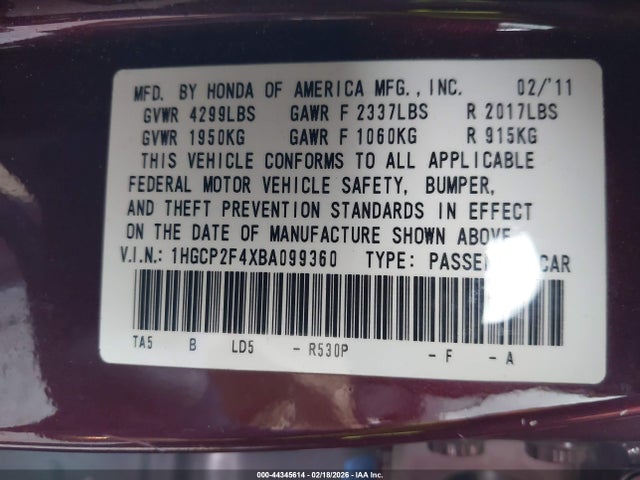 MFD. BY HONDA OF AMERICA MFG., INC. 02/'11
GVWR 4299LBS GAWR F 2337LBS R 2017LBS
GVWR 1950KG GAWR F 1060KG R 915KG
THIS VEHICLE CONFORMS TO ALL APPLICABLE
FEDERAL MOTOR VEHICLE SAFETY, BUMPER,
AND THEFT PREVENTION STANDARDS IN EFFECT
ON THE DATE OF MANUFACTURE SHOWN ABOVE.
V.I.N.: 1HGCP2F4XBA099360 TYPE: PASSEN CAR
TA5 B LD5 - R530P - F - A
000-44345614 - 02/18/2026 - IAA Inc.